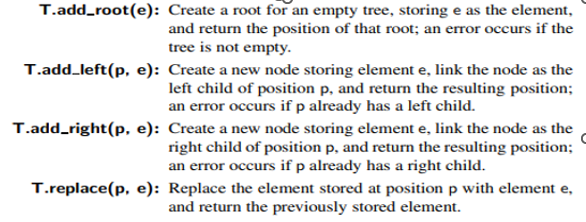 T.add_root(e): Create a root for an empty tree, storing e as the element,
and return the position of that root; an error occurs if the
tree is not empty.
T.add_left(p, e): Create a new node storing element e, link the node as the
left child of position p, and return the resulting position;
an error occurs if p already has a left child.
T.add_right(p, e): Create a new node storing element e, link the node as the
right child of position p, and return the resulting position;
an error occurs if p already has a right child.
T.replace(p, e): Replace the element stored at position p with element e,
and return the previously stored element.